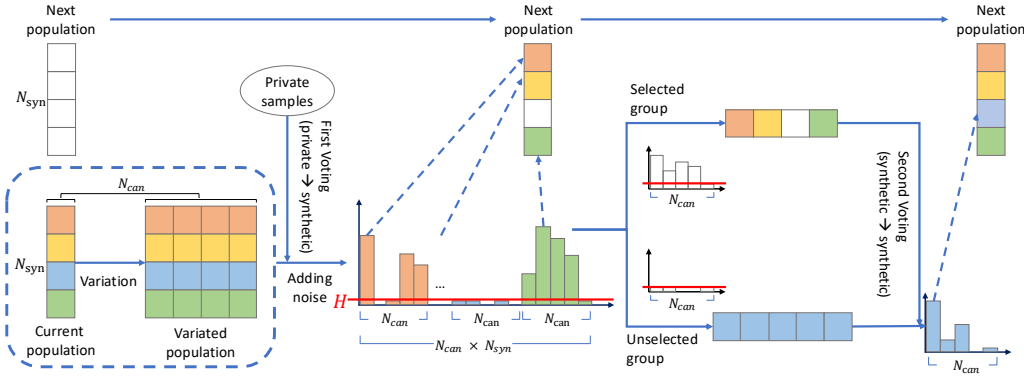 Next
population
Next
population
Next
population
N_syn
Private
samples
First Voting
(private → synthetic)
Selected
group
N_can
N_can
N_syn
Variation
Current
population
Variated
population
Adding
noise
H
...
N_can
N_can
N_can
N_can × N_syn
N_can
Unselected
group
Second Voting
(synthetic → synthetic)
N_can